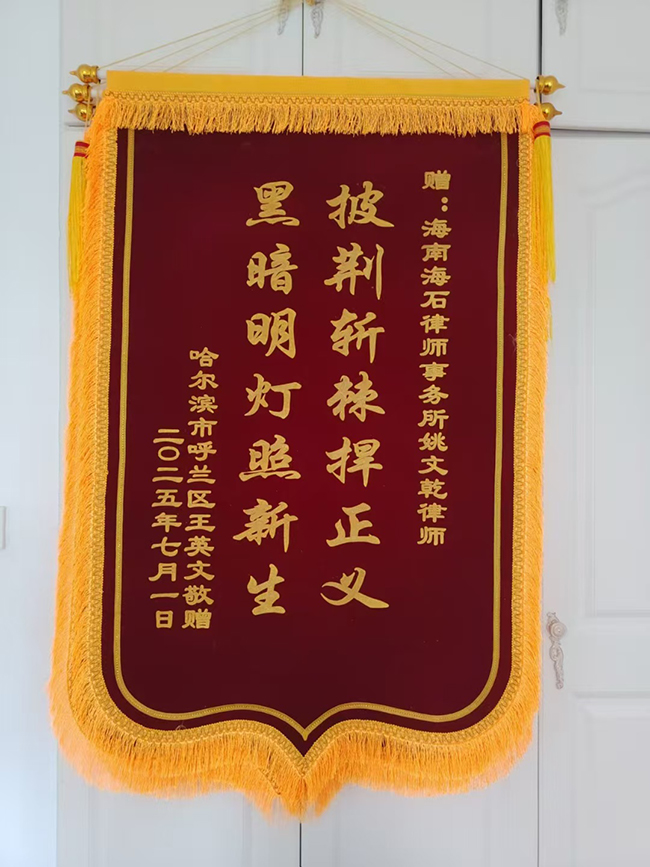 赠：海南海石律师事务所姚文乾律师
披荆斩棘捍正义
黑暗明灯照新生
哈尔滨市呼兰区王英文敬赠
二〇二五年七月一日